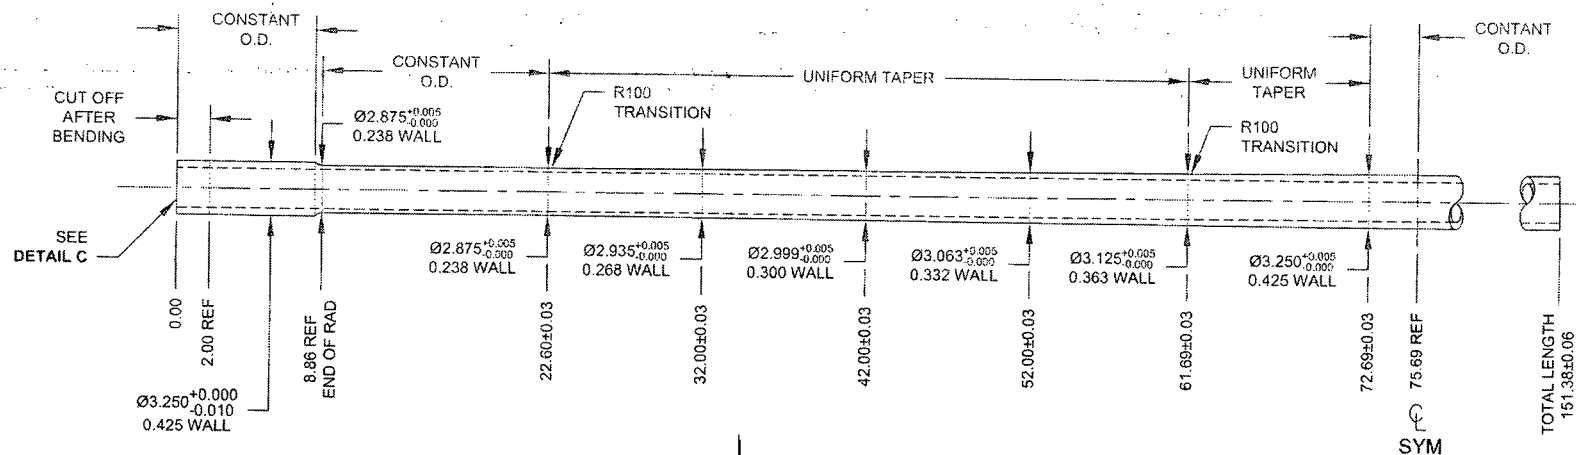 CONSTANT
O.D.
CONTANT
O.D.
CONSTANT
O.D.
UNIFORM TAPER
UNIFORM
TAPER
CUT OFF
AFTER
BENDING
Ø2.875 +0.005 -0.000
0.238 WALL
R100
TRANSITION
R100
TRANSITION
SEE
DETAIL C
Ø2.875 +0.005 -0.000
0.238 WALL
Ø2.935 +0.005 -0.000
0.268 WALL
Ø2.999 +0.005 -0.000
0.300 WALL
Ø3.063 +0.005 -0.000
0.332 WALL
Ø3.125 +0.005 -0.000
0.363 WALL
Ø3.250 +0.005 -0.000
0.425 WALL
0.00
2.00 REF
8.86 REF
END OF RAD
22.60±0.03
32.00±0.03
42.00±0.03
52.00±0.03
61.69±0.03
72.69±0.03
75.69 REF
TOTAL LENGTH
151.38±0.06
Ø3.250 +0.000 -0.010
0.425 WALL
℄
SYM